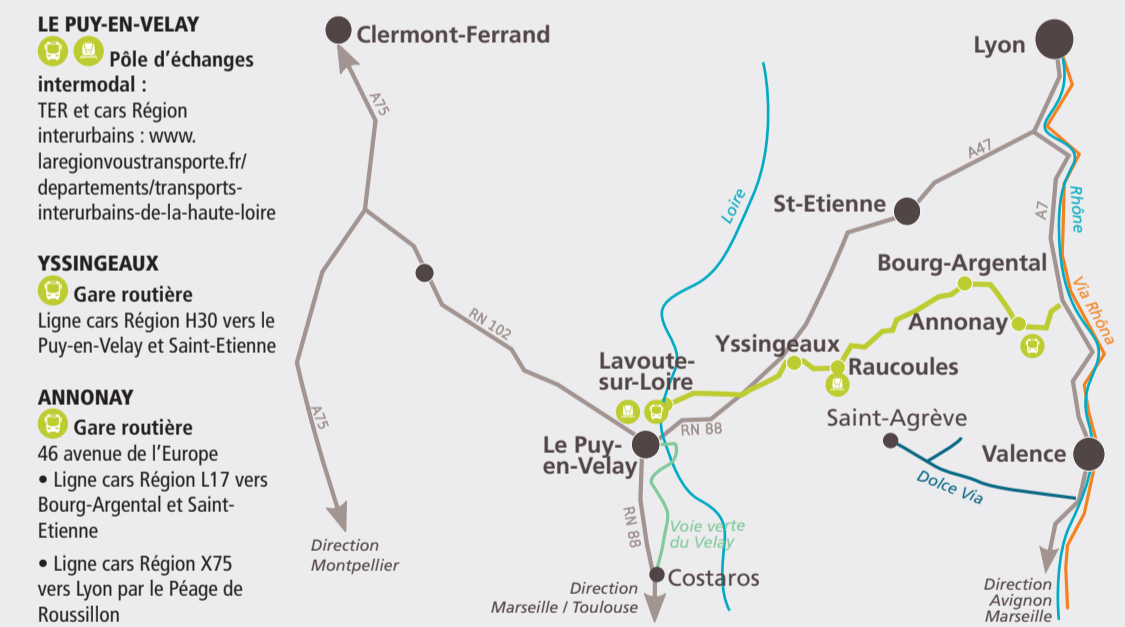 LE PUY-EN-VELAY
Pôle d’échanges
intermodal :
TER et cars Région
interurbains : www.
laregionvoustransporte.fr/
departements/transports-
interurbains-de-la-haute-loire
YSSINGEAUX
Gare routière
Ligne cars Région H30 vers le
Puy-en-Velay et Saint-Etienne
ANNONAY
Gare routière
46 avenue de l’Europe
• Ligne cars Région L17 vers
Bourg-Argental et Saint-
Etienne
• Ligne cars Région X75
vers Lyon par le Péage de
Roussillon
Clermont-Ferrand
Lyon
A75
A47
Loire
St-Etienne
A7
Rhône
Bourg-Argental
Via Rhôna
Annonay
RN 102
Yssingeaux
Lavoute-
sur-Loire
Raucoules
A75
Saint-Agrève
RN 88
Le Puy-
en-Velay
Valence
Dolce Via
RN 88
Voie verte
du Velay
Direction
Montpellier
Costaros
Direction
Marseille / Toulouse
Direction
Avignon
Marseille